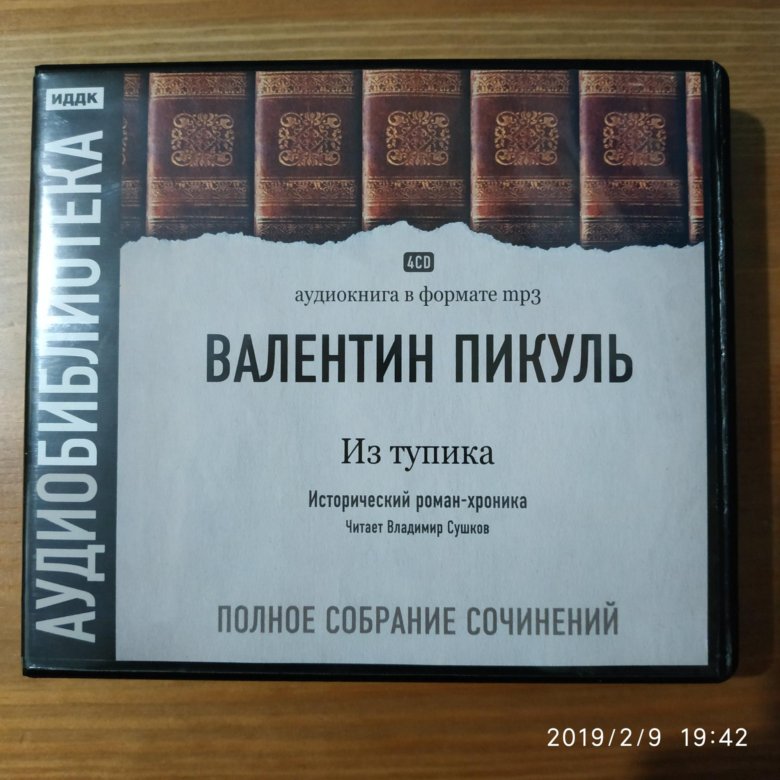 ИДДК
АУДИОБИБЛИОТЕКА
4CD
аудиокнига в формате mp3
ВАЛЕНТИН ПИКУЛЬ
Из тупика
Исторический роман-хроника
Читает Владимир Сушков
ПОЛНОЕ СОБРАНИЕ СОЧИНЕНИЙ
2019/2/9 19:42